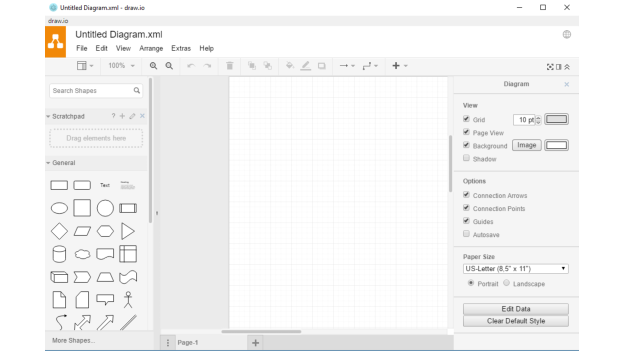 Untitled Diagram.xml - draw.io
draw.io
Untitled Diagram.xml
File Edit View Arrange Extras Help
100%
Search Shapes
Scratchpad
Drag elements here
General
Text
More Shapes...
Page-1
Diagram
View
Grid 10 pt
Page View
Background Image
Shadow
Options
Connection Arrows
Connection Points
Guides
Autosave
Paper Size
US-Letter (8,5" x 11")
Portrait Landscape
Edit Data
Clear Default Style